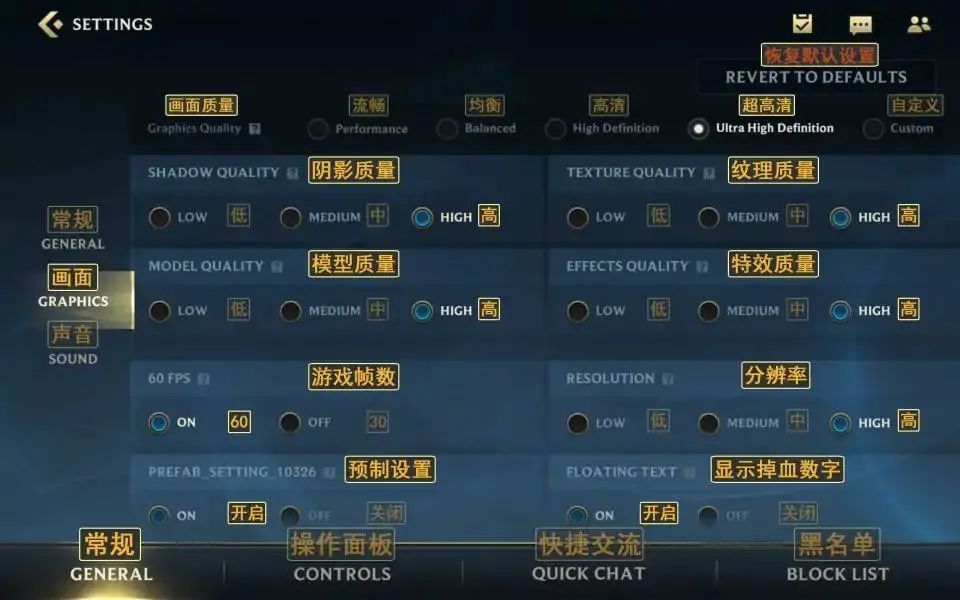 SETTINGS
恢复默认设置
REVERT TO DEFAULTS
画面质量 流畅 均衡 高清 超高清 自定义
Graphics Quality ? Performance Balanced High Definition Ultra High Definition Custom
SHADOW QUALITY ? 阴影质量 TEXTURE QUALITY ? 纹理质量
LOW 低 MEDIUM 中 HIGH 高 LOW 低 MEDIUM 中 HIGH 高
常规
GENERAL
MODEL QUALITY ? 模型质量 EFFECTS QUALITY ? 特效质量
画面
GRAPHICS
LOW 低 MEDIUM 中 HIGH 高 LOW 低 MEDIUM 中 HIGH 高
声音
SOUND
60 FPS ? 游戏帧数 RESOLUTION ? 分辨率
ON 60 OFF 30 LOW 低 MEDIUM 中 HIGH 高
PREFAB_SETTING_10326 ? 预制设置 FLOATING TEXT ? 显示掉血数字
ON 开启 OFF 关闭 ON 开启 OFF 关闭
常规 操作面板 快捷交流 黑名单
GENERAL CONTROLS QUICK CHAT BLOCK LIST